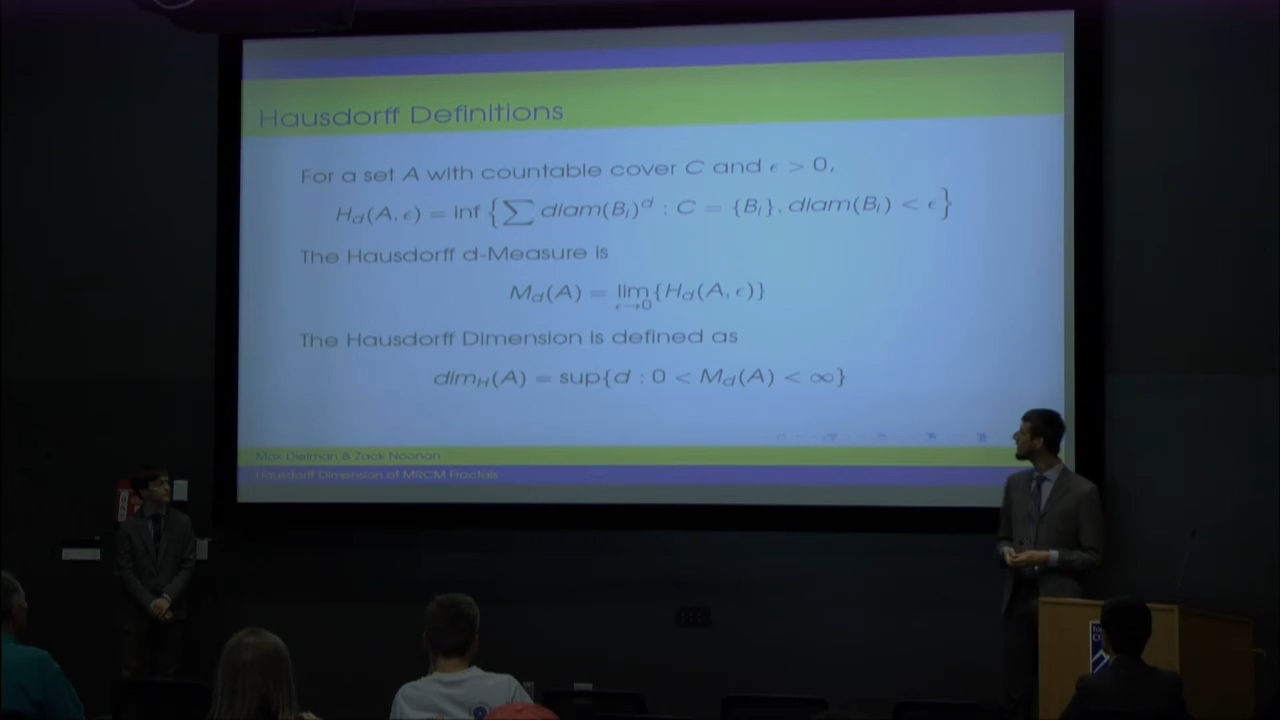 Hausdorff Definitions
For a set A with countable cover C and ϵ > 0,
H_d(A, ϵ) = inf { ∑ diam(B_i)^d : C = {B_i}, diam(B_i) < ϵ }
The Hausdorff d-Measure is
M_d(A) = lim_{ϵ→0} {H_d(A, ϵ)}
The Hausdorff Dimension is defined as
dim_H(A) = sup{d : 0 < M_d(A) < ∞}
Max Dielman & Zack Noonan
Hausdorff Dimension of MRCM Fractals